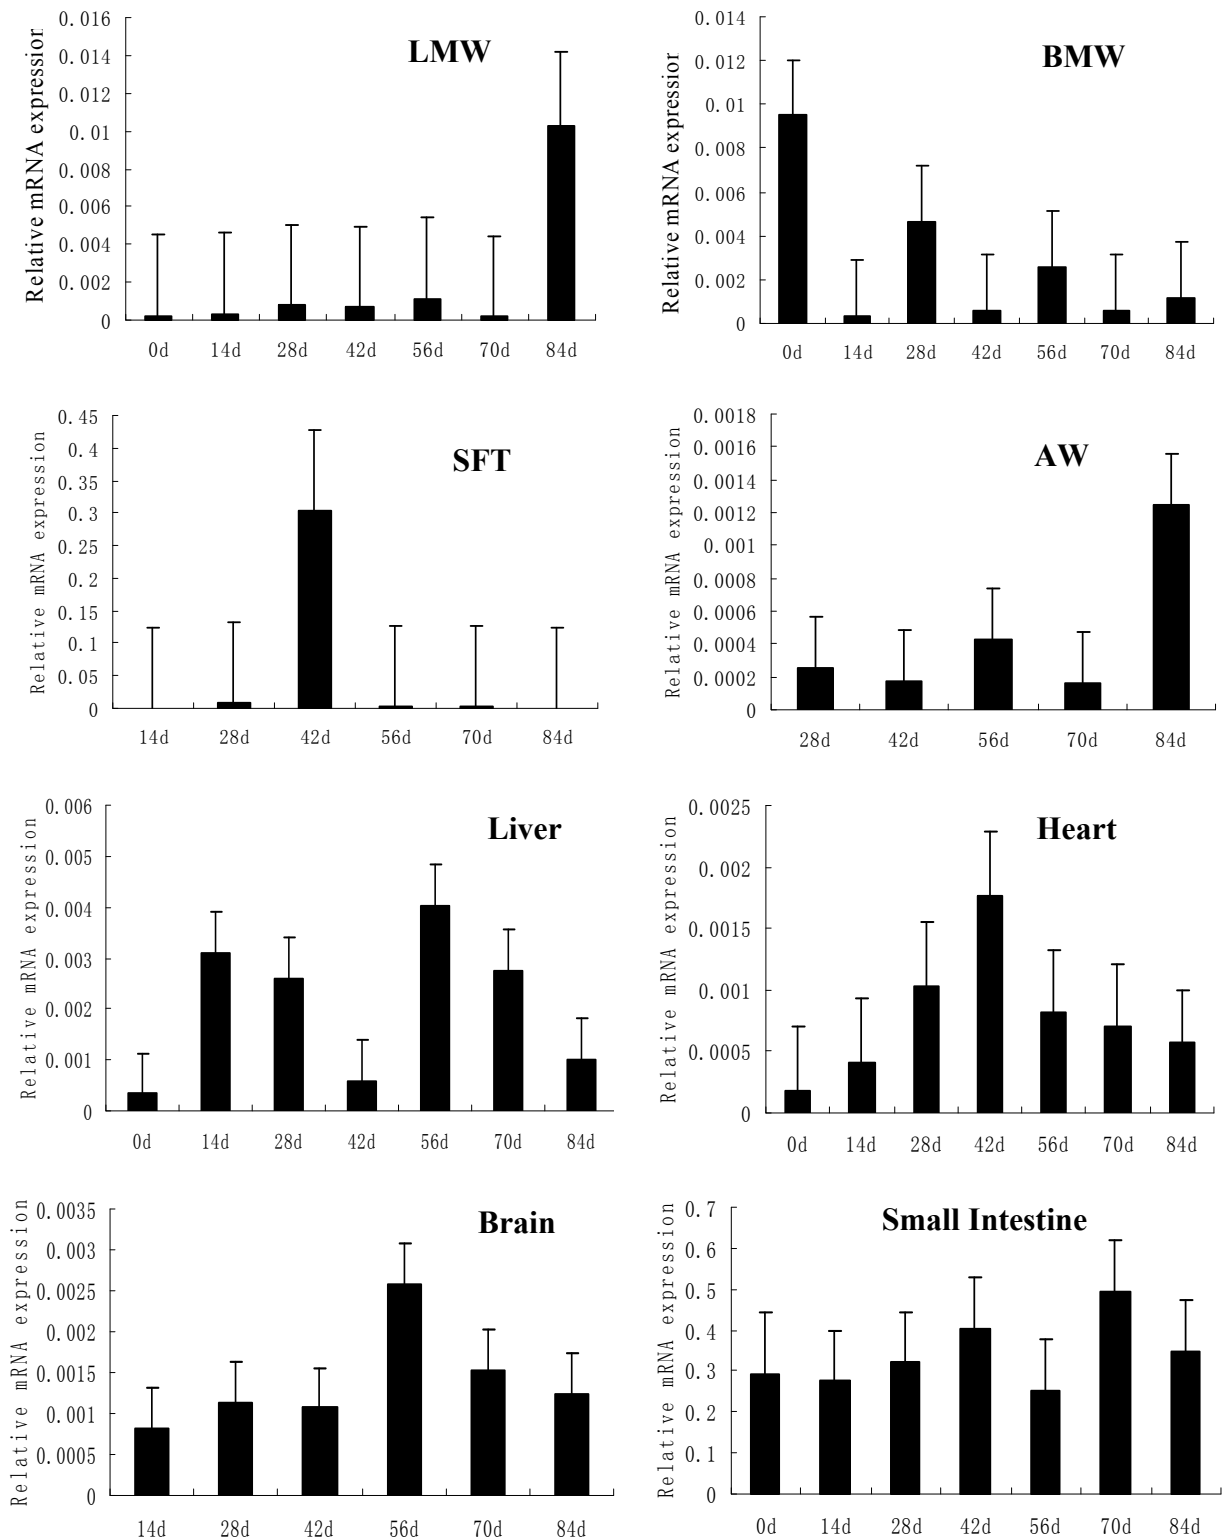 LMW
Relative mRNA expression
0.016
0.014
0.012
0.01
0.008
0.006
0.004
0.002
0
0d 14d 28d 42d 56d 70d 84d
BMW
Relative mRNA expression
0.014
0.012
0.01
0.008
0.006
0.004
0.002
0
0d 14d 28d 42d 56d 70d 84d
SFT
Relative mRNA expression
0.45
0.4
0.35
0.3
0.25
0.2
0.15
0.1
0.05
0
14d 28d 42d 56d 70d 84d
AW
Relative mRNA expression
0.0018
0.0016
0.0014
0.0012
0.001
0.0008
0.0006
0.0004
0.0002
0
28d 42d 56d 70d 84d
Liver
Relative mRNA expression
0.006
0.005
0.004
0.003
0.002
0.001
0
0d 14d 28d 42d 56d 70d 84d
Heart
Relative mRNA expression
0.0025
0.002
0.0015
0.001
0.0005
0
0d 14d 28d 42d 56d 70d 84d
Brain
Relative mRNA expression
0.0035
0.003
0.0025
0.002
0.0015
0.001
0.0005
0
14d 28d 42d 56d 70d 84d
Small Intestine
Relative mRNA expression
0.7
0.6
0.5
0.4
0.3
0.2
0.1
0
0d 14d 28d 42d 56d 70d 84d